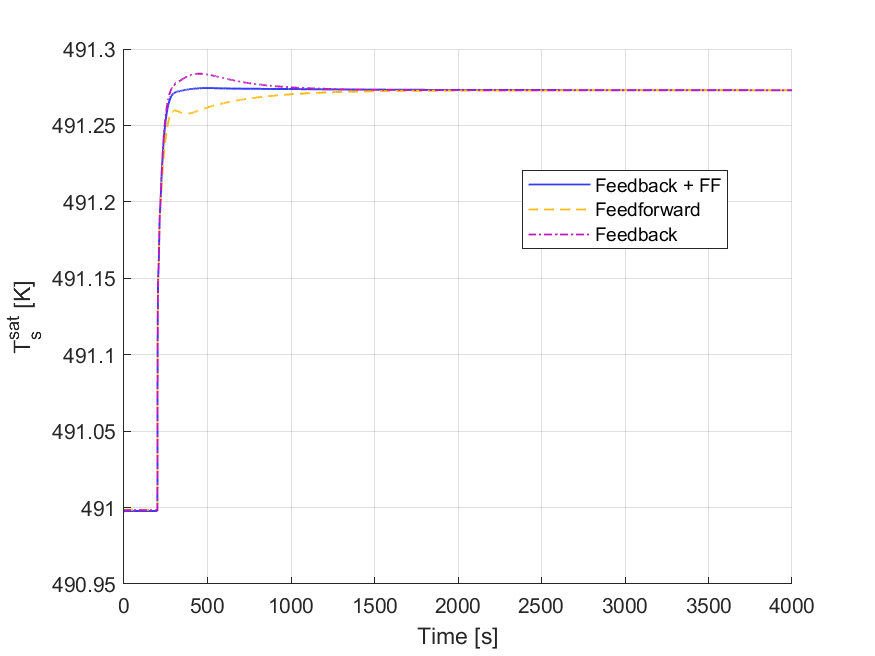 491.3
491.25
491.2
491.15
491.1
491.05
491
490.95
T_s^sat [K]
Feedback + FF
Feedforward
Feedback
0 500 1000 1500 2000 2500 3000 3500 4000
Time [s]